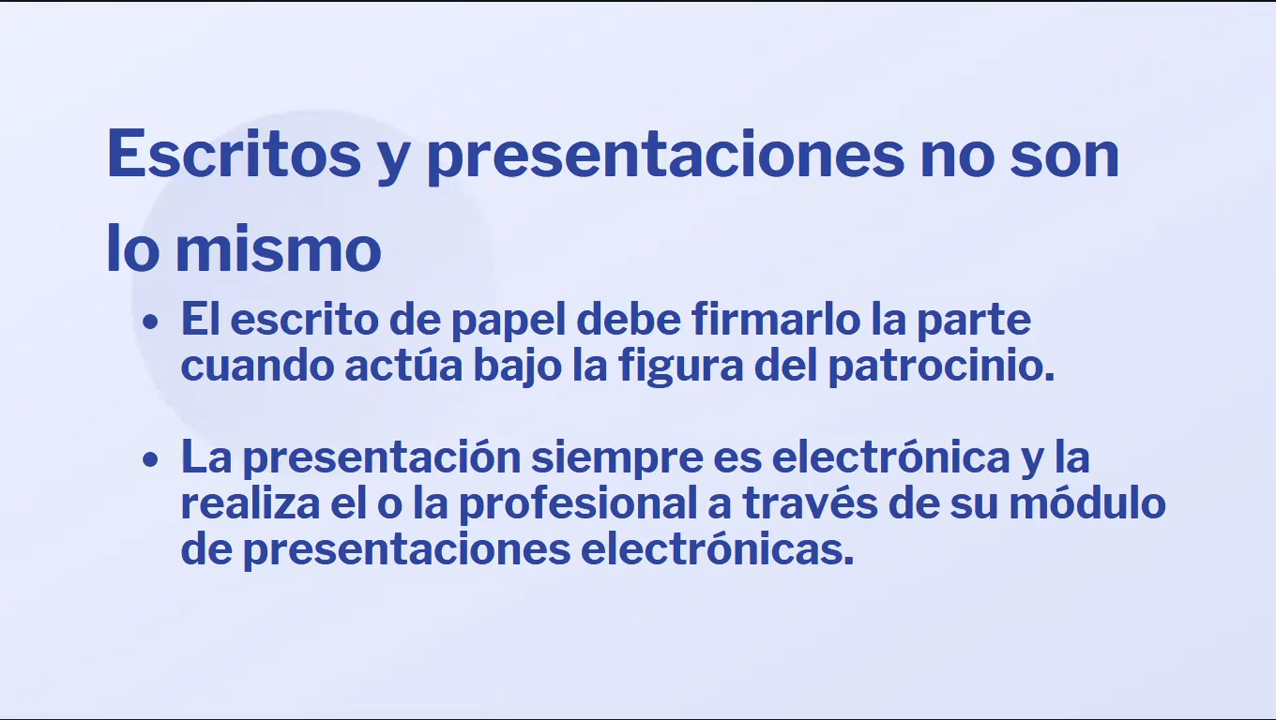 Escritos y presentaciones no son
lo mismo
• El escrito de papel debe firmarlo la parte
cuando actúa bajo la figura del patrocinio.
• La presentación siempre es electrónica y la
realiza el o la profesional a través de su módulo
de presentaciones electrónicas.